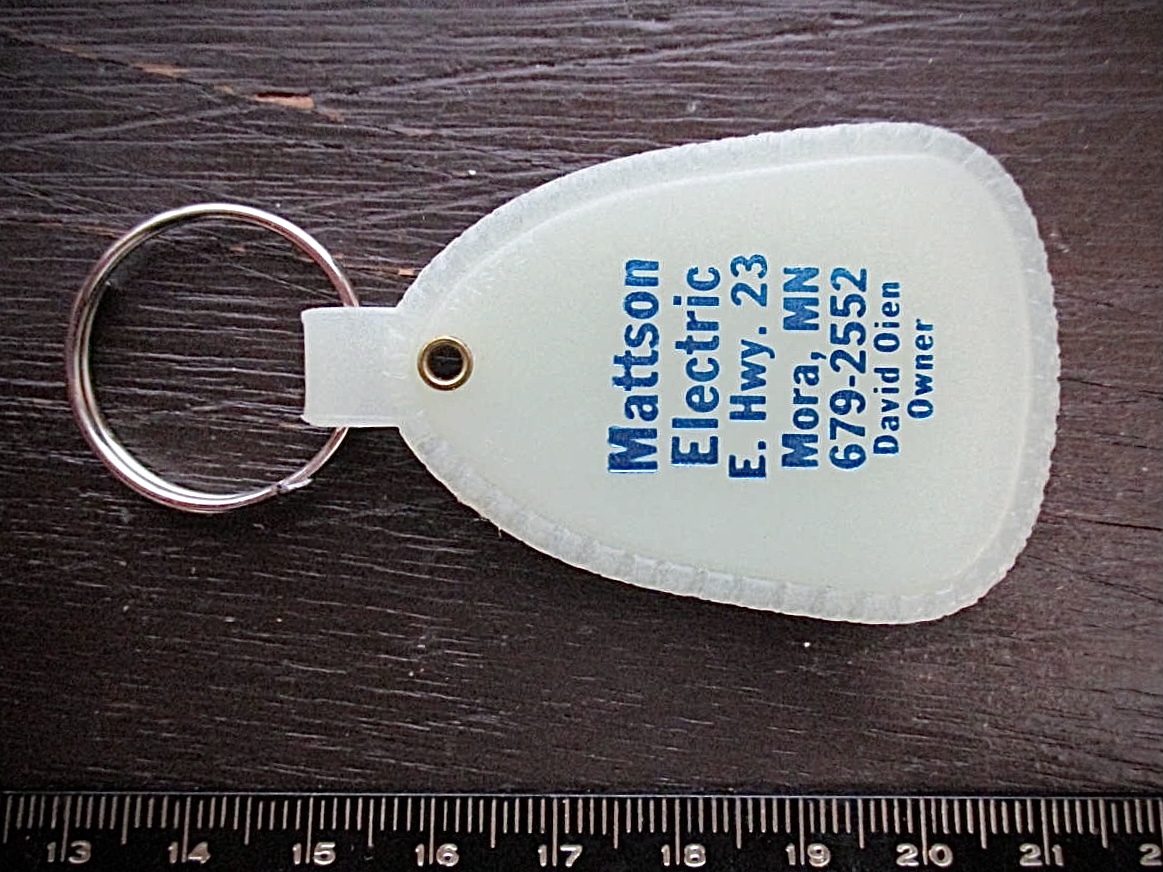 Mattson
Electric
E. Hwy. 23
Mora, MN
679-2552
David Oien
Owner
13 14 15 16 17 18 19 20 21